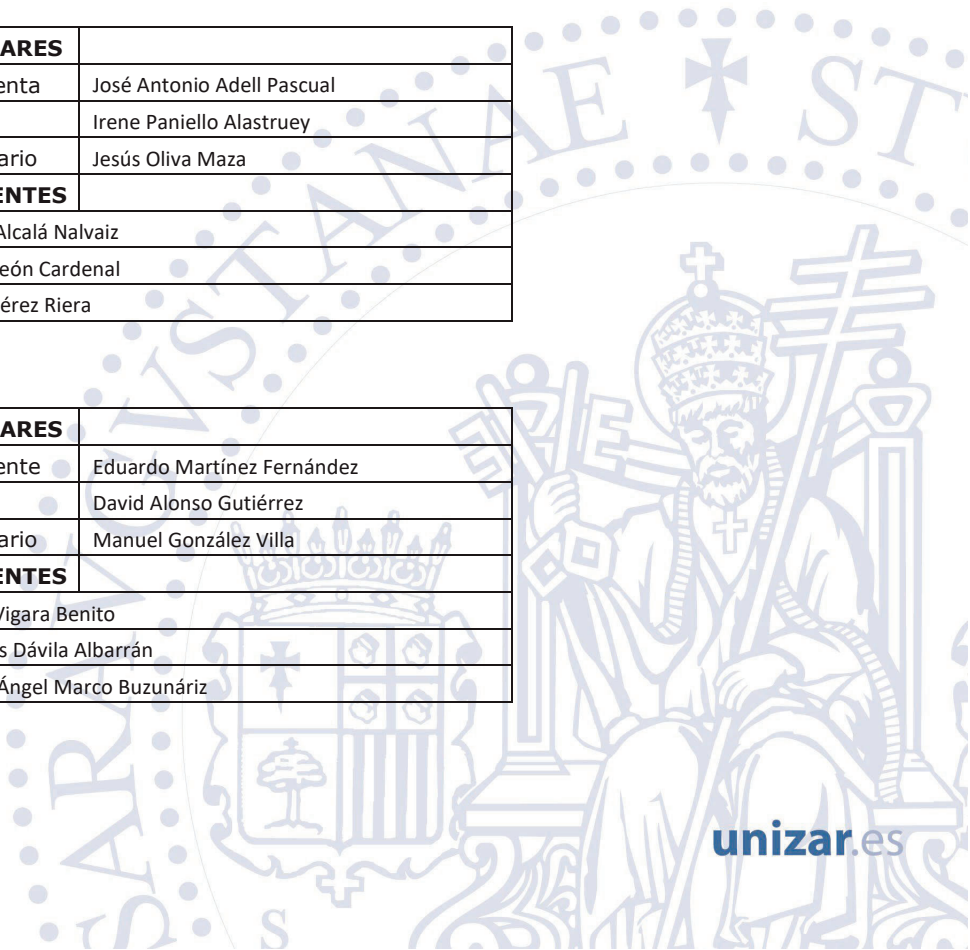 ARES
enta José Antonio Adell Pascual
Irene Paniello Alastruey
ario Jesús Oliva Maza
ENTES
Alcalá Nalvaiz
eón Cardenal
érez Riera
ARES
ente Eduardo Martínez Fernández
David Alonso Gutiérrez
ario Manuel González Villa
ENTES
Vigara Benito
s Dávila Albarrán
Ángel Marco Buzunáriz
unizar.es
SARAVGVSTANAE ST
S